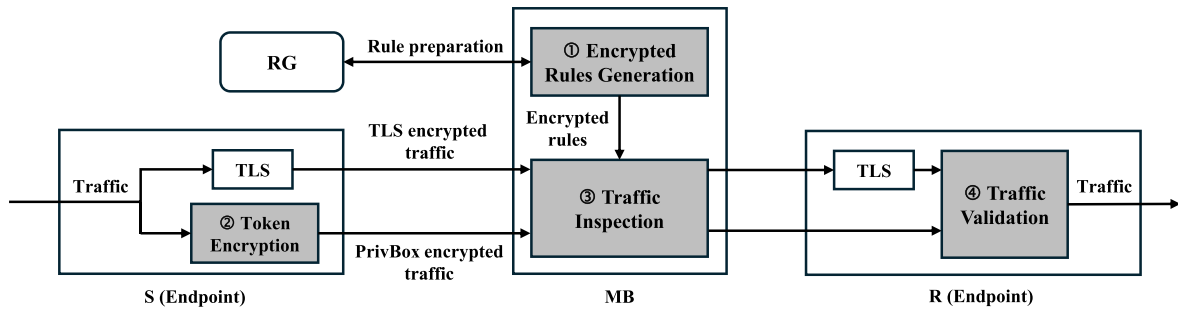 RG
Rule preparation
① Encrypted
Rules Generation
Encrypted
rules
TLS encrypted
traffic
Traffic
TLS
② Token
Encryption
PrivBox encrypted
traffic
③ Traffic
Inspection
TLS
④ Traffic
Validation
Traffic
S (Endpoint)
MB
R (Endpoint)